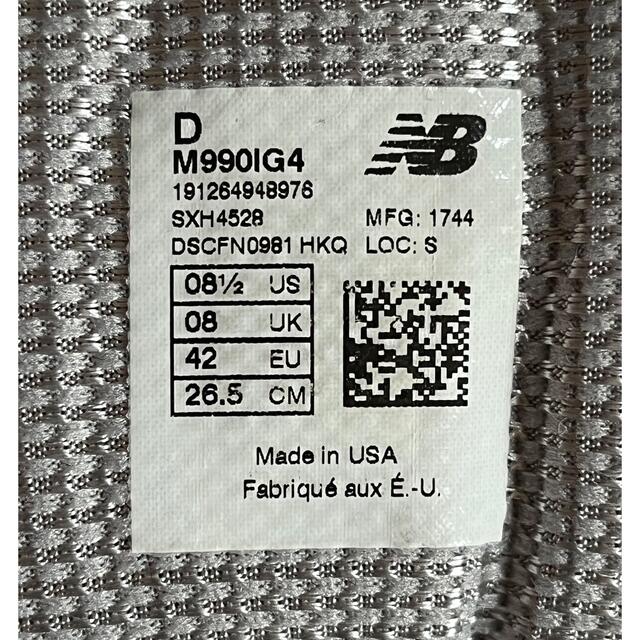 D
NB
M990IG4
191264948976
SXH4528 MFG: 1744
DSCFN0981 HKQ LOC: S
08½ US
08 UK
42 EU
26.5 CM
Made in USA
Fabriqué aux É.-U.